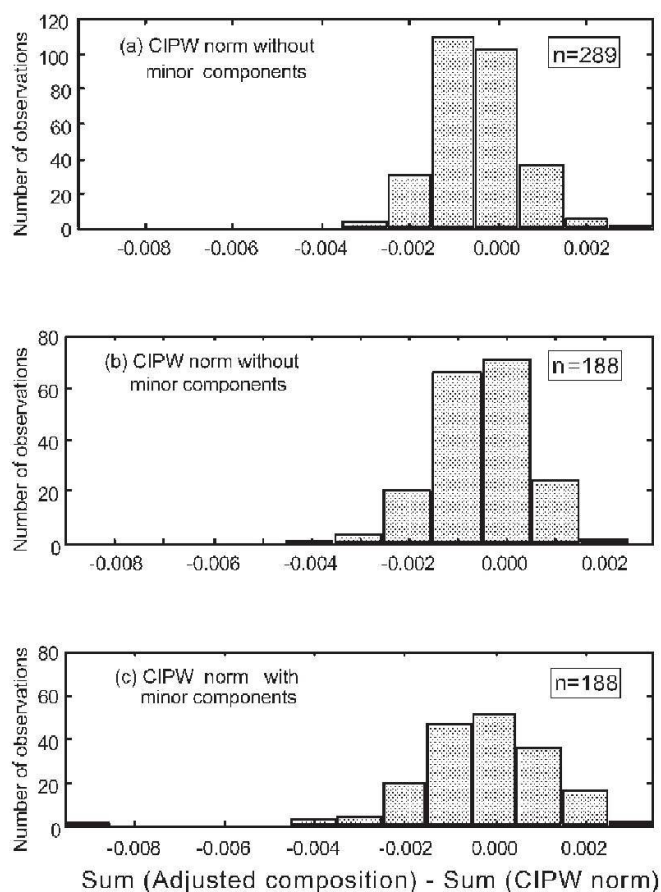 120
(a) CIPW norm without
minor components
n=289
100
80
60
40
20
0
Number of observations
-0.008 -0.006 -0.004 -0.002 0.000 0.002
80
(b) CIPW norm without
minor components
n=188
60
40
20
0
Number of observations
-0.008 -0.006 -0.004 -0.002 0.000 0.002
80
(c) CIPW norm with
minor components
n=188
60
40
20
0
Number of observations
-0.008 -0.006 -0.004 -0.002 0.000 0.002
Sum (Adjusted composition) - Sum (CIPW norm)